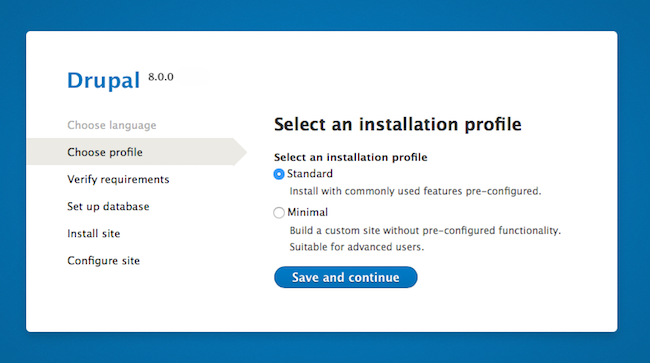 Drupal 8.0.0
Choose language
Choose profile
Verify requirements
Set up database
Install site
Configure site
Select an installation profile
Select an installation profile
Standard
Install with commonly used features pre-configured.
Minimal
Build a custom site without pre-configured functionality.
Suitable for advanced users.
Save and continue